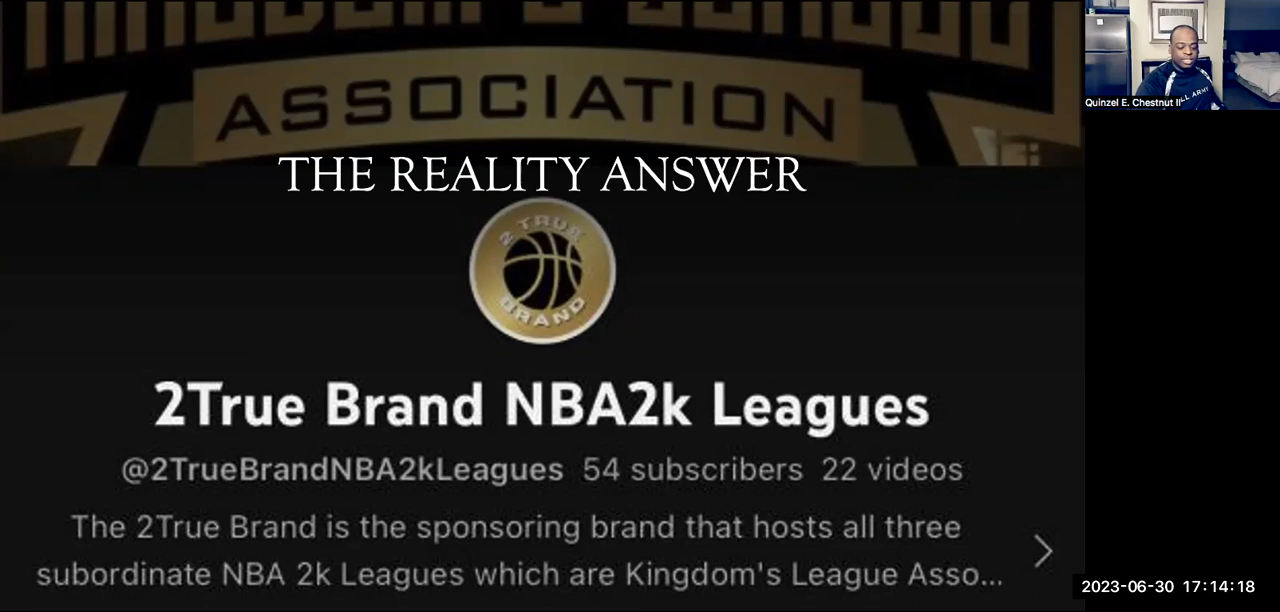 ASSOCIATION
THE REALITY ANSWER
2 TRUE
BRAND
2True Brand NBA2k Leagues
@2TrueBrandNBA2kLeagues 54 subscribers 22 videos
The 2True Brand is the sponsoring brand that hosts all three
subordinate NBA 2k Leagues which are Kingdom's League Asso...
Quinzel E. Chestnut II
LL ARMY
2023-06-30 17:14:18